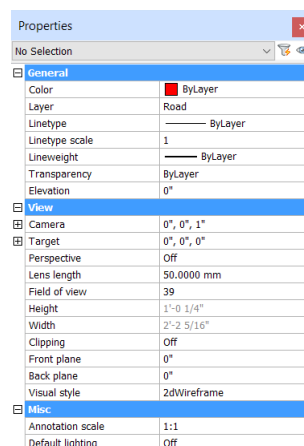 Properties
No Selection
General
Color ByLayer
Layer Road
Linetype ByLayer
Linetype scale 1
Lineweight ByLayer
Transparency ByLayer
Elevation 0"
View
Camera 0", 0", 1"
Target 0", 0", 0"
Perspective Off
Lens length 50.0000 mm
Field of view 39
Height 1'-0 1/4"
Width 2'-2 5/16"
Clipping Off
Front plane 0"
Back plane 0"
Visual style 2dWireframe
Misc
Annotation scale 1:1
Default lighting Off